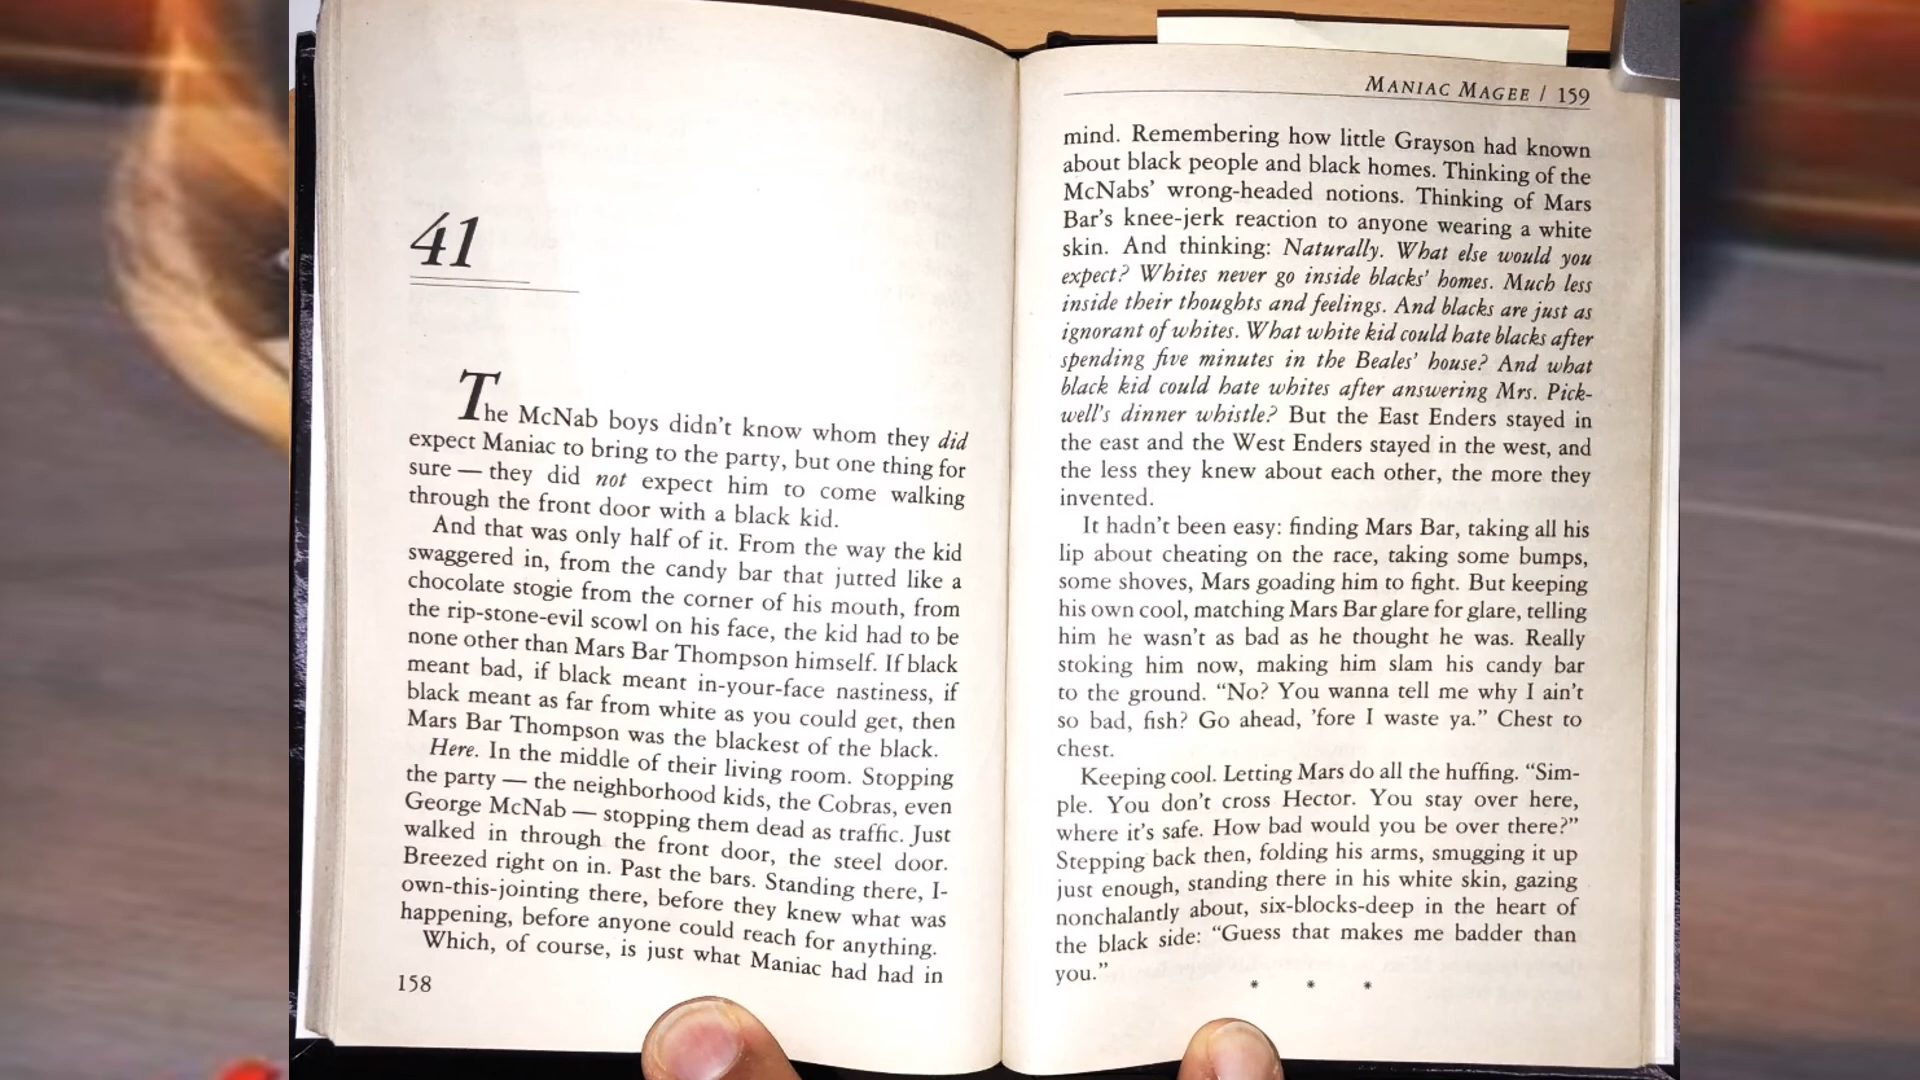 41
The McNab boys didn't know whom they did
expect Maniac to bring to the party, but one thing for
sure — they did not expect him to come walking
through the front door with a black kid.
And that was only half of it. From the way the kid
swaggered in, from the candy bar that jutted like a
chocolate stogie from the corner of his mouth, from
the rip-stone-evil scowl on his face, the kid had to be
none other than Mars Bar Thompson himself. If black
meant bad, if black meant in-your-face nastiness, if
black meant as far from white as you could get, then
Mars Bar Thompson was the blackest of the black.
Here. In the middle of their living room. Stopping
the party — the neighborhood kids, the Cobras, even
George McNab — stopping them dead as traffic. Just
walked in through the front door, the steel door.
Breezed right on in. Past the bars. Standing there, I-
own-this-jointing there, before they knew what was
happening, before anyone could reach for anything.
Which, of course, is just what Maniac had had in
158
MANIAC MAGEE / 159
mind. Remembering how little Grayson had known
about black people and black homes. Thinking of the
McNabs' wrong-headed notions. Thinking of Mars
Bar's knee-jerk reaction to anyone wearing a white
skin. And thinking: Naturally. What else would you
expect? Whites never go inside blacks' homes. Much less
inside their thoughts and feelings. And blacks are just as
ignorant of whites. What white kid could hate blacks after
spending five minutes in the Beales' house? And what
black kid could hate whites after answering Mrs. Pick-
well's dinner whistle? But the East Enders stayed in
the east and the West Enders stayed in the west, and
the less they knew about each other, the more they
invented.
It hadn't been easy: finding Mars Bar, taking all his
lip about cheating on the race, taking some bumps,
some shoves, Mars goading him to fight. But keeping
his own cool, matching Mars Bar glare for glare, telling
him he wasn't as bad as he thought he was. Really
stoking him now, making him slam his candy bar
to the ground. “No? You wanna tell me why I ain't
so bad, fish? Go ahead, 'fore I waste ya.” Chest to
chest.
Keeping cool. Letting Mars do all the huffing. “Sim-
ple. You don't cross Hector. You stay over here,
where it's safe. How bad would you be over there?”
Stepping back then, folding his arms, smugging it up
just enough, standing there in his white skin, gazing
nonchalantly about, six-blocks-deep in the heart of
the black side: “Guess that makes me badder than
you.”
* * *